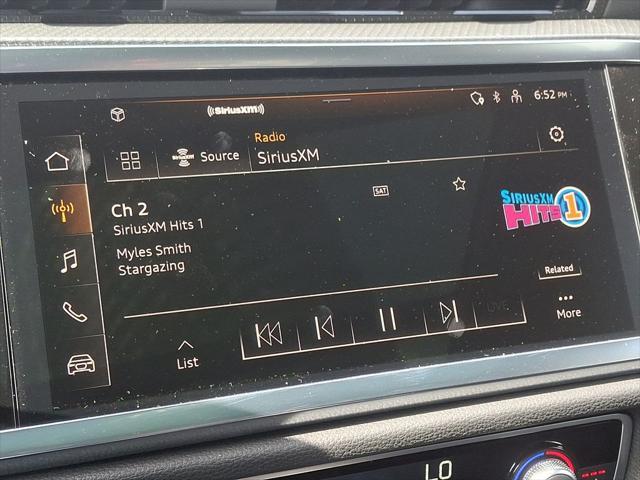 SiriusXM
6:52 PM
Radio
SiriusXM Source
SiriusXM
Ch 2
SAT
SiriusXM Hits 1
SIRIUSXM
HITS 1
Myles Smith
Stargazing
Related
LIVE
List
More
LO